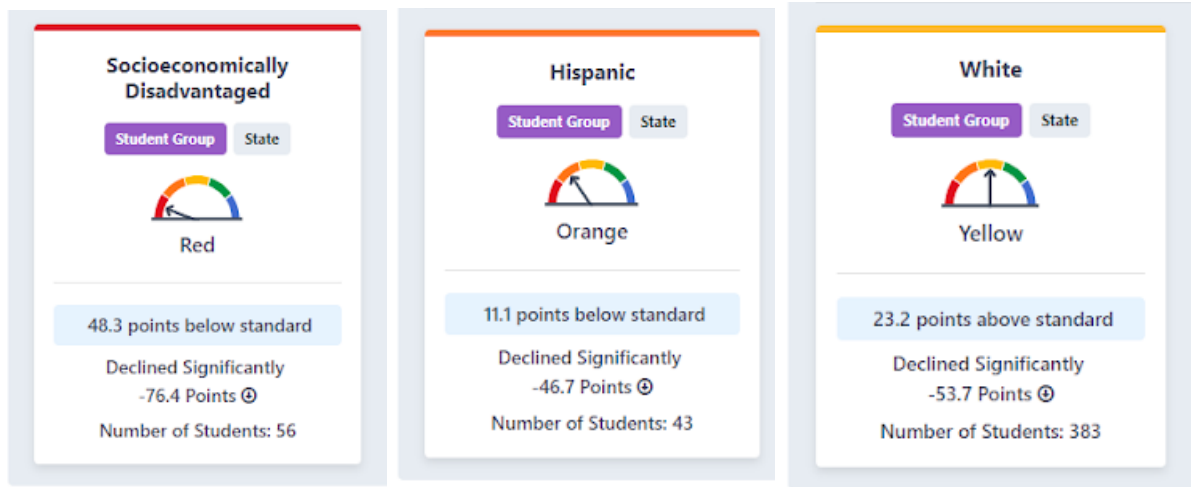 Socioeconomically
Disadvantaged
Student Group State
Red
48.3 points below standard
Declined Significantly
-76.4 Points
Number of Students: 56
Hispanic
Student Group State
Orange
11.1 points below standard
Declined Significantly
-46.7 Points
Number of Students: 43
White
Student Group State
Yellow
23.2 points above standard
Declined Significantly
-53.7 Points
Number of Students: 383